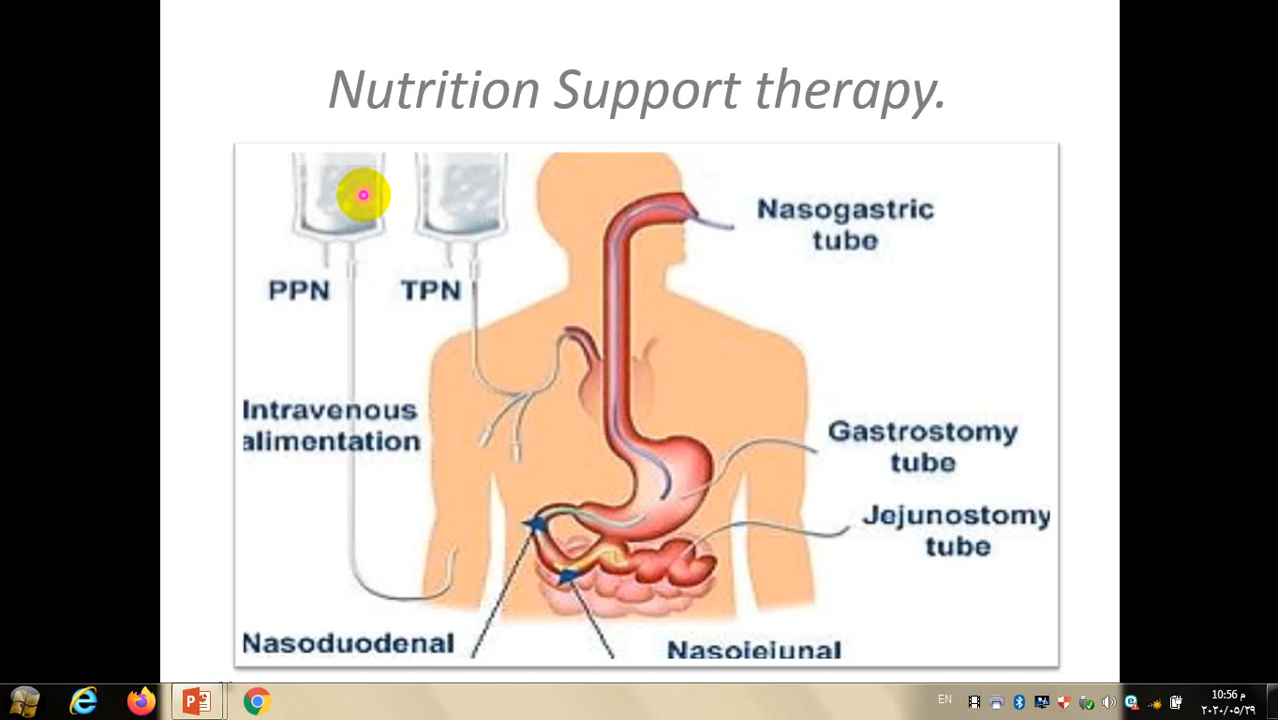 Nutrition Support therapy.
Nasogastric
tube
PPN
TPN
Intravenous
alimentation
Gastrostomy
tube
Jejunostomy
tube
Nasoduodenal
Nasojejunal
EN
10:56 م
٢٠٢٠/٠٥/٢٩